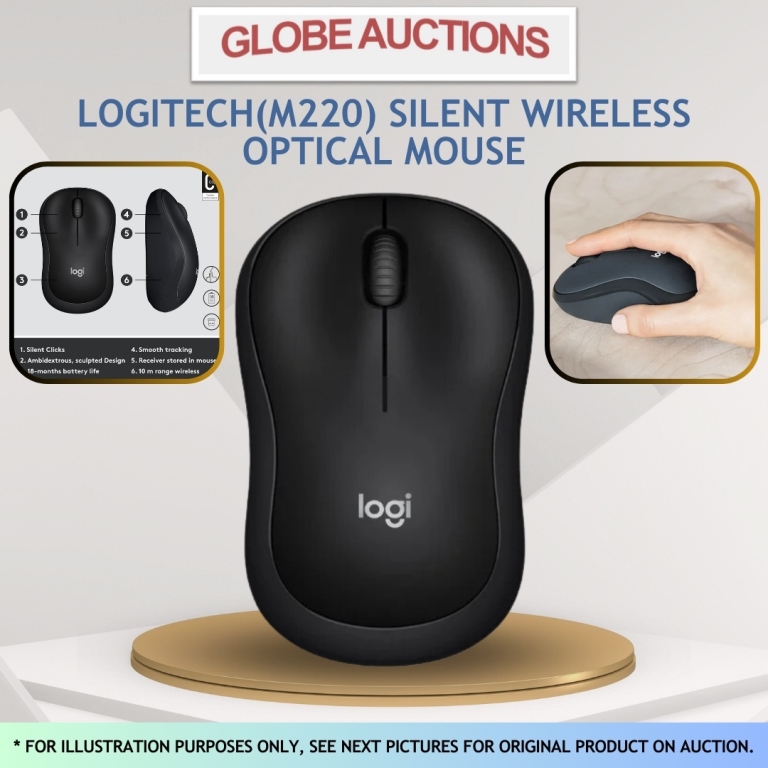 GLOBE AUCTIONS
LOGITECH(M220) SILENT WIRELESS
OPTICAL MOUSE
1
2
3
4
5
6
logi
1. Silent Clicks
2. Ambidextrous, sculpted Design
18-months battery life
4. Smooth tracking
5. Receiver stored in mouse
6. 10 m range wireless
logi
* FOR ILLUSTRATION PURPOSES ONLY, SEE NEXT PICTURES FOR ORIGINAL PRODUCT ON AUCTION.